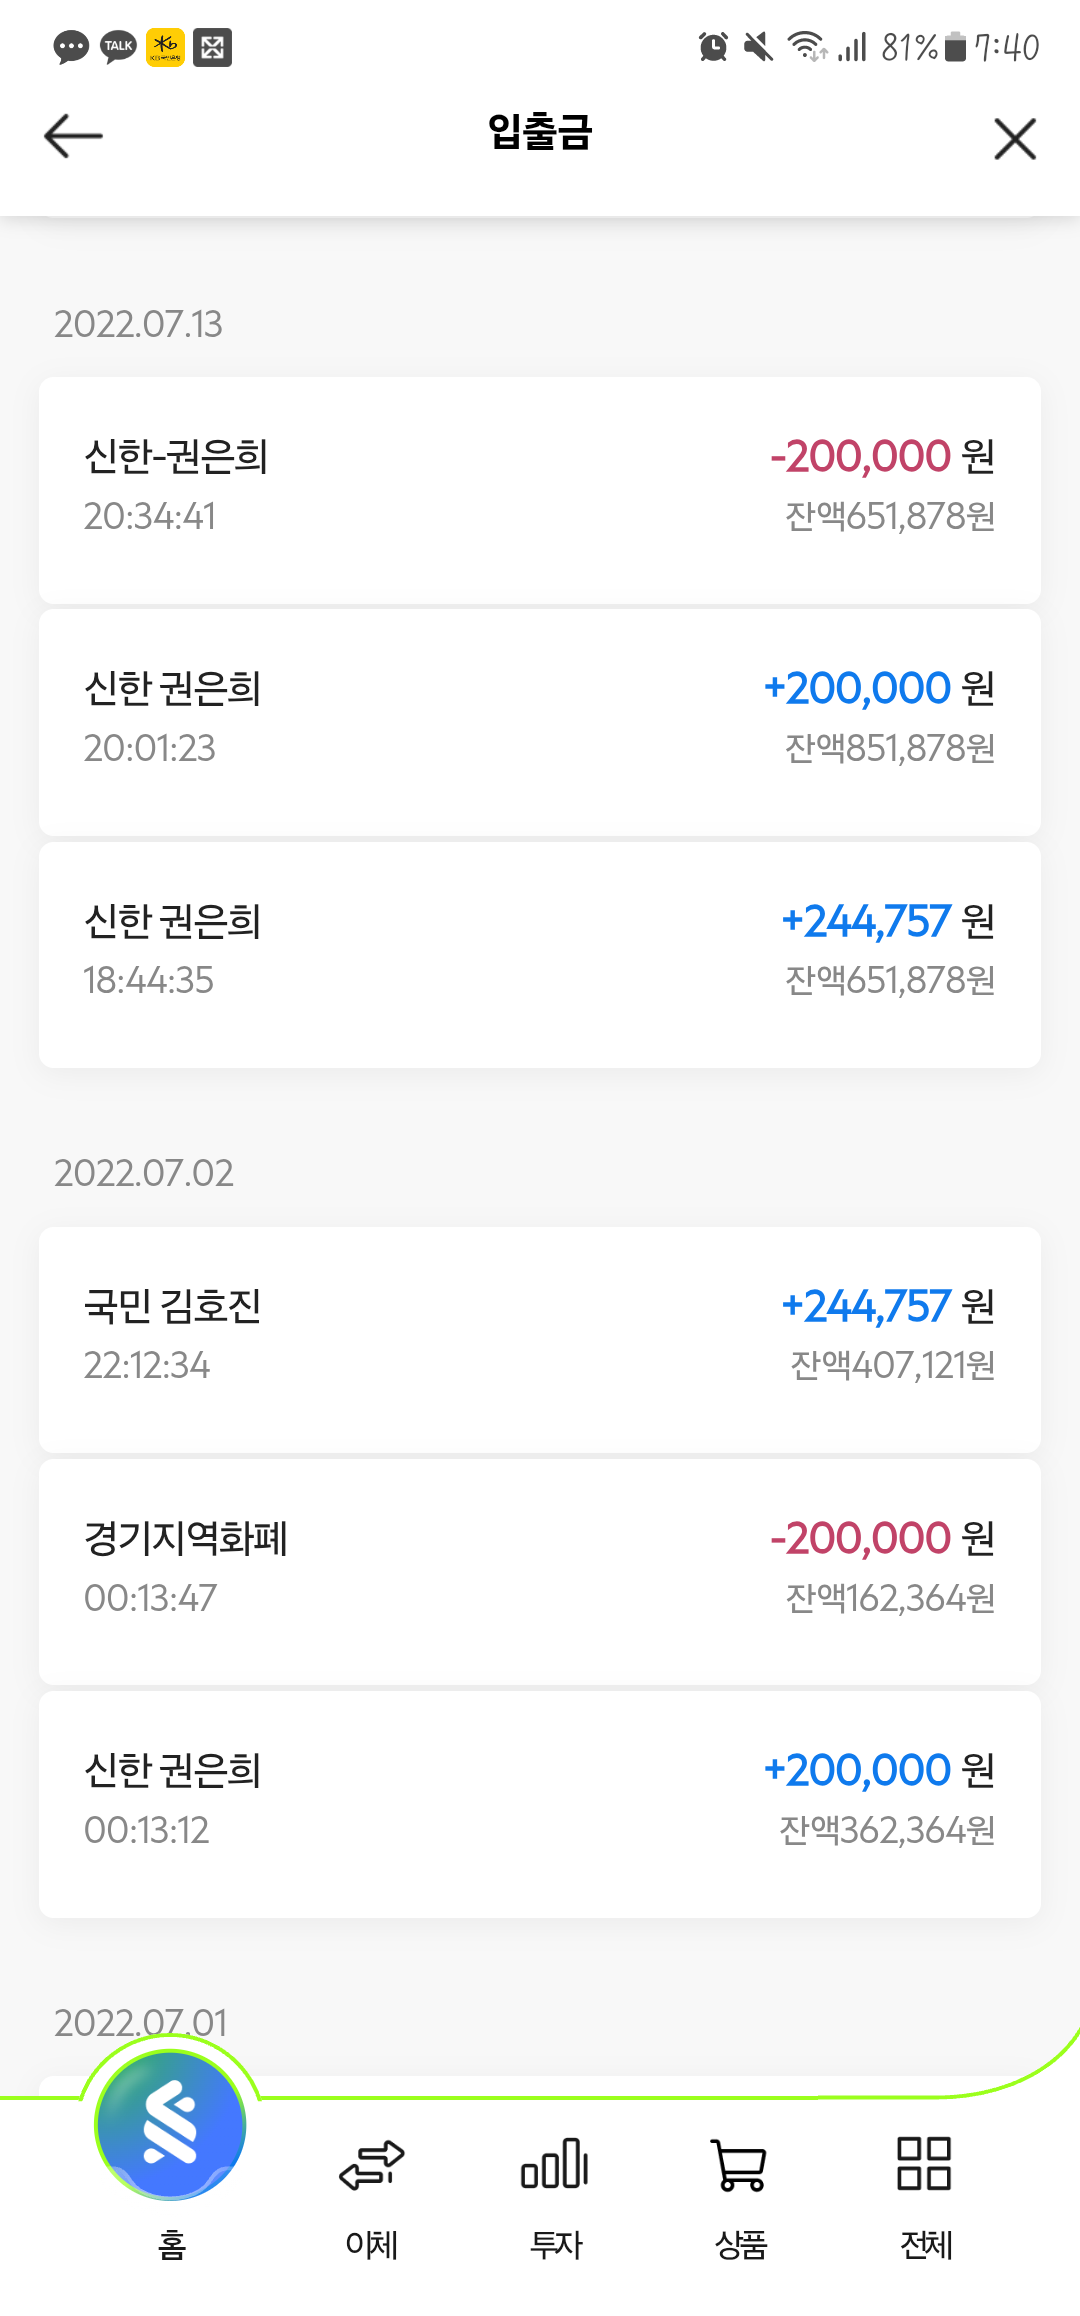 TALK
81% 7:40
입출금
2022.07.13
신한-권은희 -200,000 원
20:34:41 잔액651,878원
신한 권은희 +200,000 원
20:01:23 잔액851,878원
신한 권은희 +244,757 원
18:44:35 잔액651,878원
2022.07.02
국민 김호진 +244,757 원
22:12:34 잔액407,121원
경기지역화폐 -200,000 원
00:13:47 잔액162,364원
신한 권은희 +200,000 원
00:13:12 잔액362,364원
2022.07.01
홈 이체 투자 상품 전체